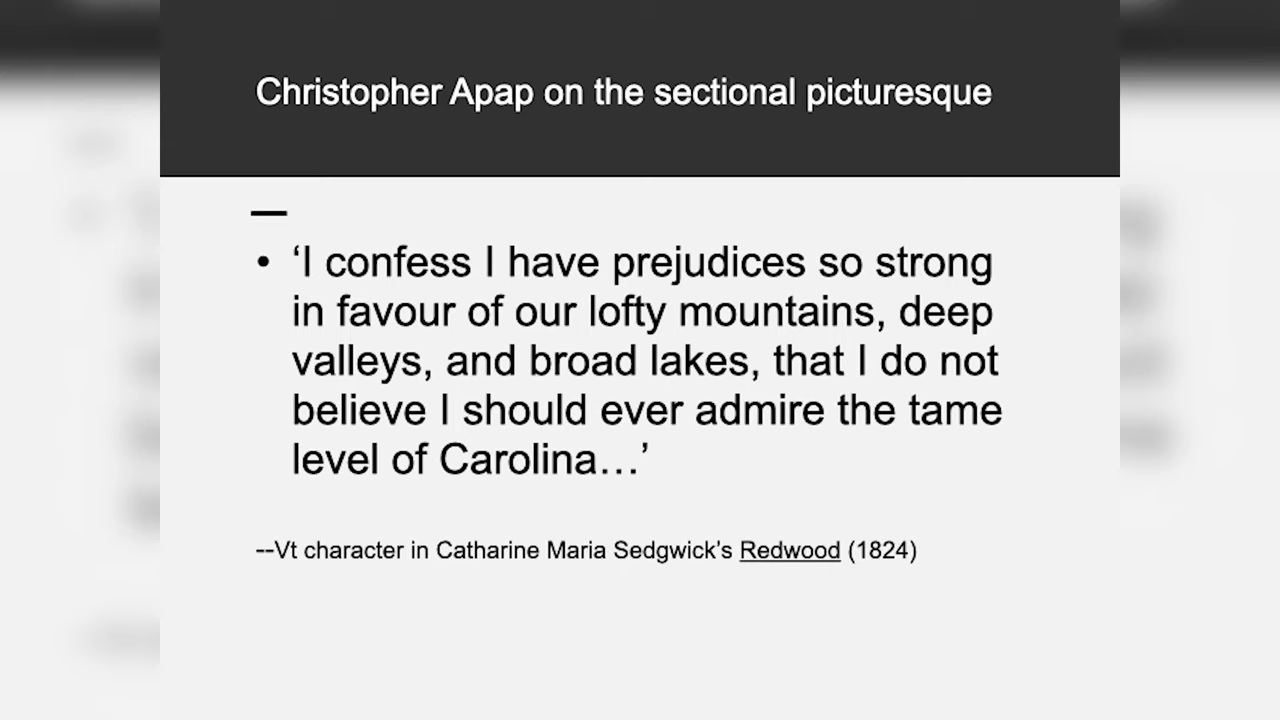 Christopher Apap on the sectional picturesque
• ‘I confess I have prejudices so strong
in favour of our lofty mountains, deep
valleys, and broad lakes, that I do not
believe I should ever admire the tame
level of Carolina…’
--Vt character in Catharine Maria Sedgwick’s Redwood (1824)